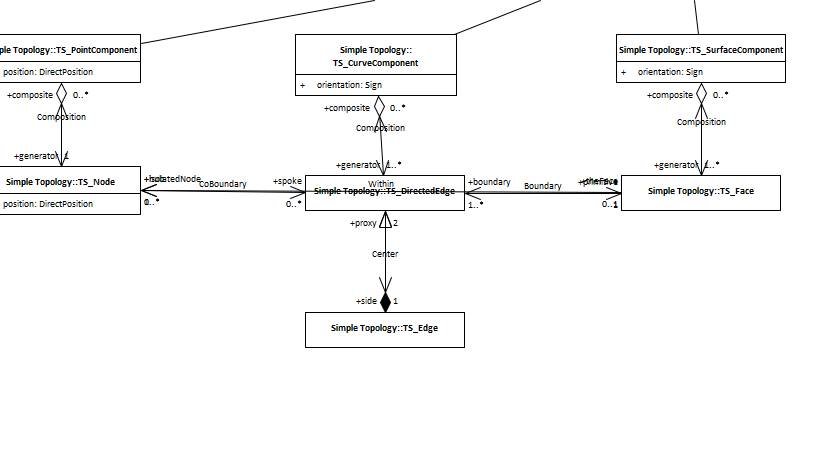 ple Topology::TS_PointComponent
position: DirectPosition
Simple Topology::
TS_CurveComponent
+ orientation: Sign
Simple Topology::TS_SurfaceComponent
+ orientation: Sign
+composite 0..*
Composition
+generator 1
+composite 0..*
Composition
+generator 1..*
+composite 0..*
Composition
+generator 1..*
Simple Topology::TS_Node
position: DirectPosition
CoBoundary
+spoke
0..*
Within
Simple Topology::TS_DirectedEdge
+boundary
1..*
Boundary
0..1
Simple Topology::TS_Face
+proxy 2
Center
+side 1
Simple Topology::TS_Edge